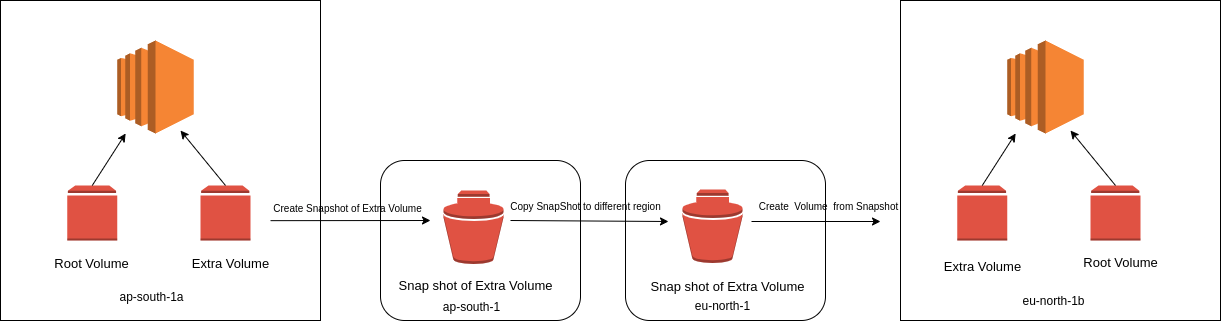 Root Volume
Extra Volume
ap-south-1a
Create Snapshot of Extra Volume
Snap shot of Extra Volume
ap-south-1
Copy SnapShot to different region
Snap shot of Extra Volume
eu-north-1
Create Volume from Snapshot
Extra Volume
Root Volume
eu-north-1b